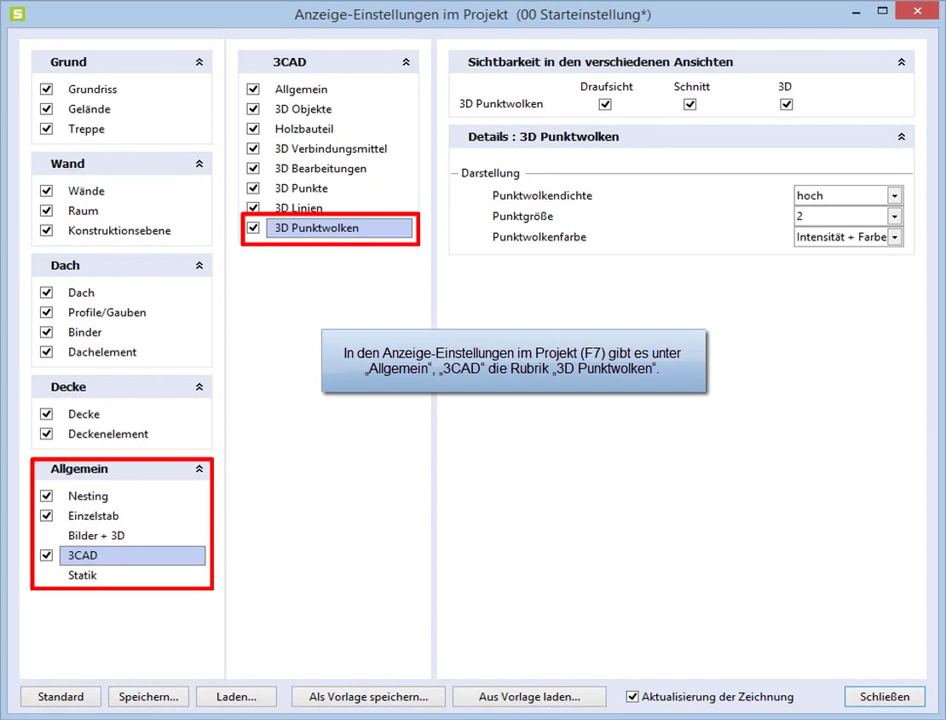 S
Anzeige-Einstellungen im Projekt (00 Starteinstellung*)
Grund
Grundriss
Gelände
Treppe
Wand
Wände
Raum
Konstruktionsebene
Dach
Dach
Profile/Gauben
Binder
Dachelement
Decke
Decke
Deckenelement
Allgemein
Nesting
Einzelstab
Bilder + 3D
3CAD
Statik
3CAD
Allgemein
3D Objekte
Holzbauteil
3D Verbindungsmittel
3D Bearbeitungen
3D Punkte
3D Linien
3D Punktwolken
Sichtbarkeit in den verschiedenen Ansichten
Draufsicht Schnitt 3D
3D Punktwolken
Details : 3D Punktwolken
Darstellung
Punktwolkendichte hoch
Punktgröße 2
Punktwolkenfarbe Intensität + Farbe
In den Anzeige-Einstellungen im Projekt (F7) gibt es unter
„Allgemein“, „3CAD“ die Rubrik „3D Punktwolken“.
Standard Speichern... Laden... Als Vorlage speichern... Aus Vorlage laden... Aktualisierung der Zeichnung Schließen